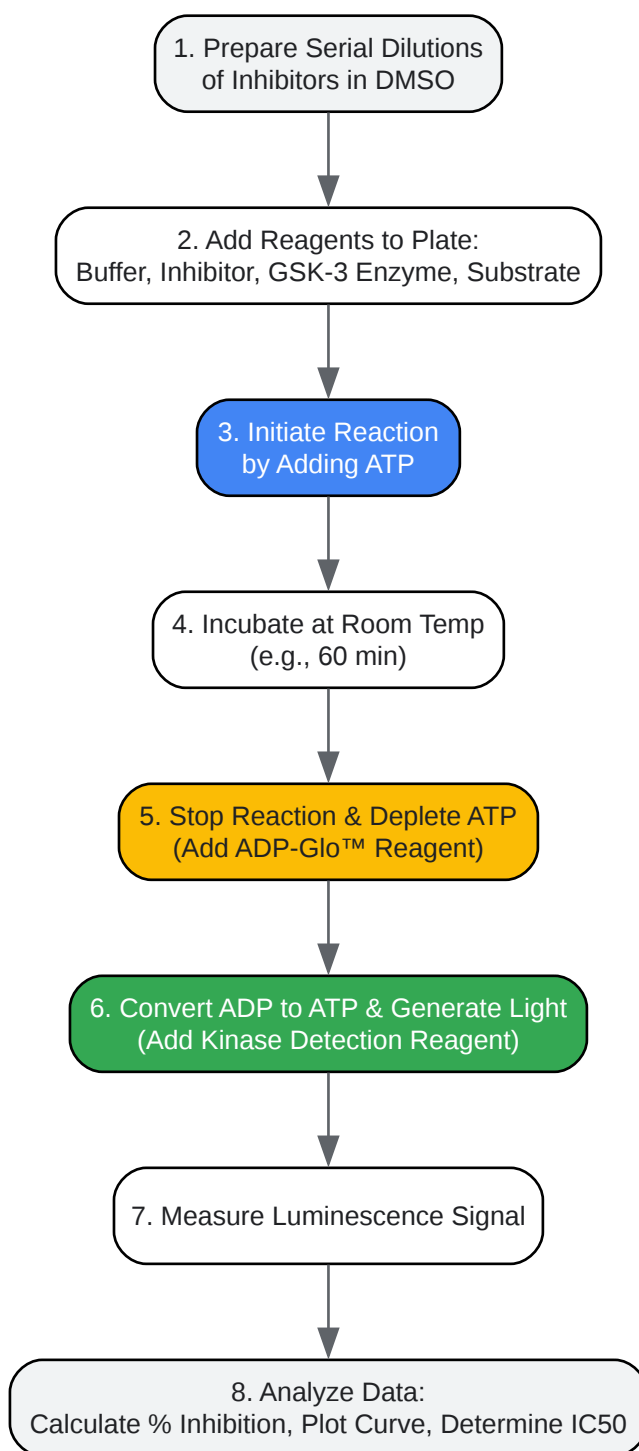 1. Prepare Serial Dilutions
of Inhibitors in DMSO
2. Add Reagents to Plate:
Buffer, Inhibitor, GSK-3 Enzyme, Substrate
3. Initiate Reaction
by Adding ATP
4. Incubate at Room Temp
(e.g., 60 min)
5. Stop Reaction & Deplete ATP
(Add ADP-Glo™ Reagent)
6. Convert ADP to ATP & Generate Light
(Add Kinase Detection Reagent)
7. Measure Luminescence Signal
8. Analyze Data:
Calculate % Inhibition, Plot Curve, Determine IC50